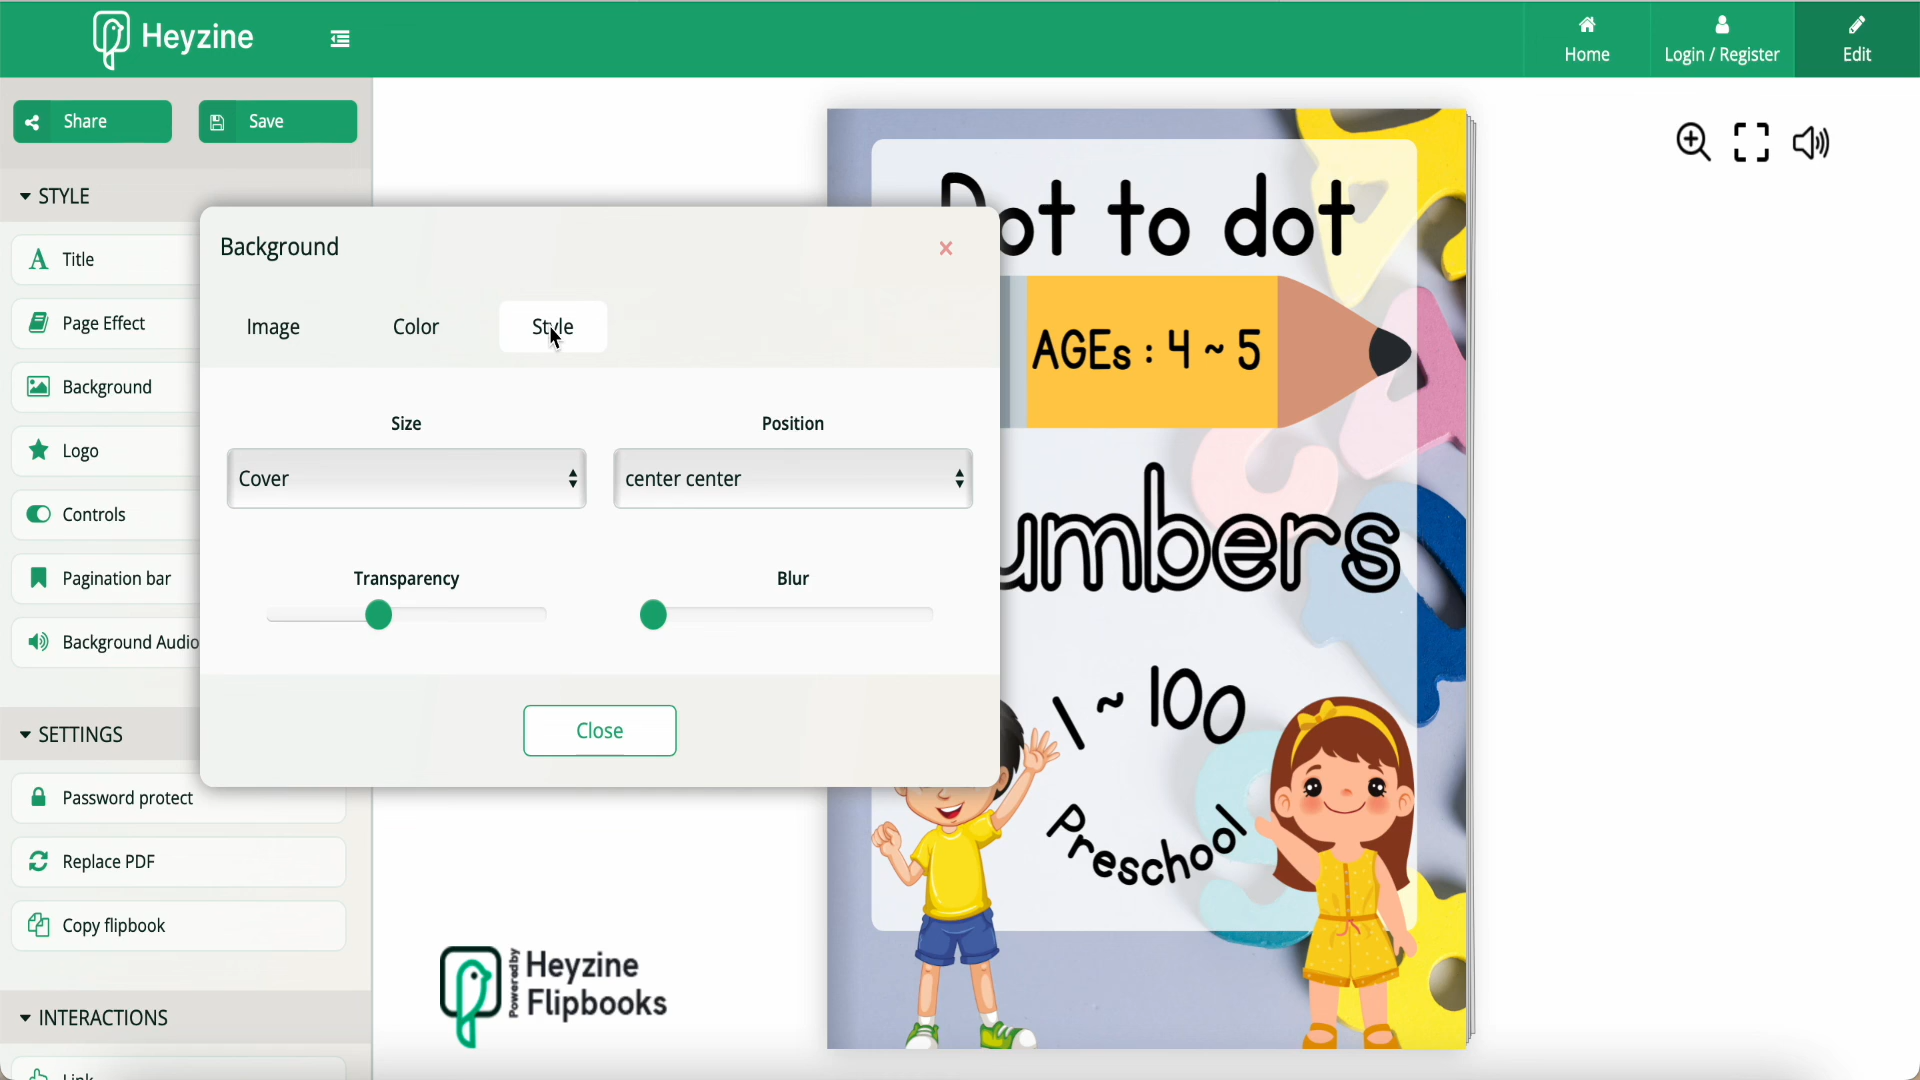 Heyzine
Home
Login / Register
Edit
Share
Save
STYLE
Title
Page Effect
Background
Logo
Controls
Pagination bar
Background Audio
SETTINGS
Password protect
Replace PDF
Copy flipbook
INTERACTIONS
Link
Background
Image
Color
Style
Size
Position
Cover
center center
Transparency
Blur
Close
Dot to dot
AGEs : 4 ~ 5
umbers
1 ~ 100
Preschool
Powered by
Heyzine
Flipbooks